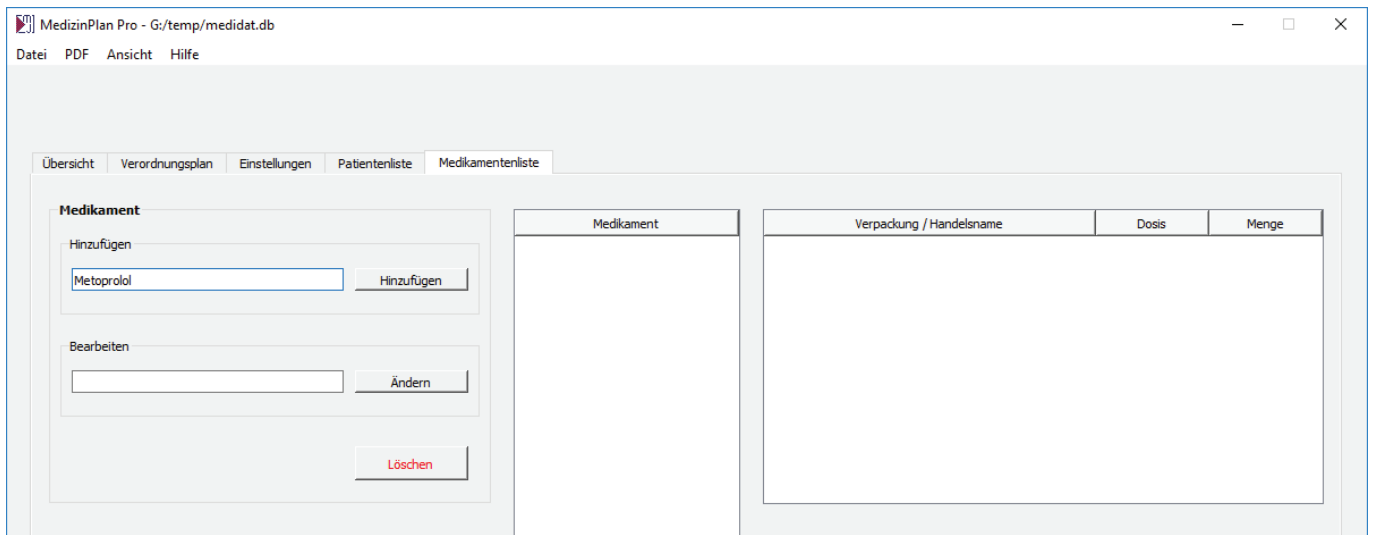 MedizinPlan Pro - G:/temp/medidat.db
Datei PDF Ansicht Hilfe
Übersicht Verordnungsplan Einstellungen Patientenliste Medikamentenliste
Medikament
Hinzufügen
Metoprolol Hinzufügen
Bearbeiten
Ändern
Löschen
Medikament
Verpackung / Handelsname Dosis Menge